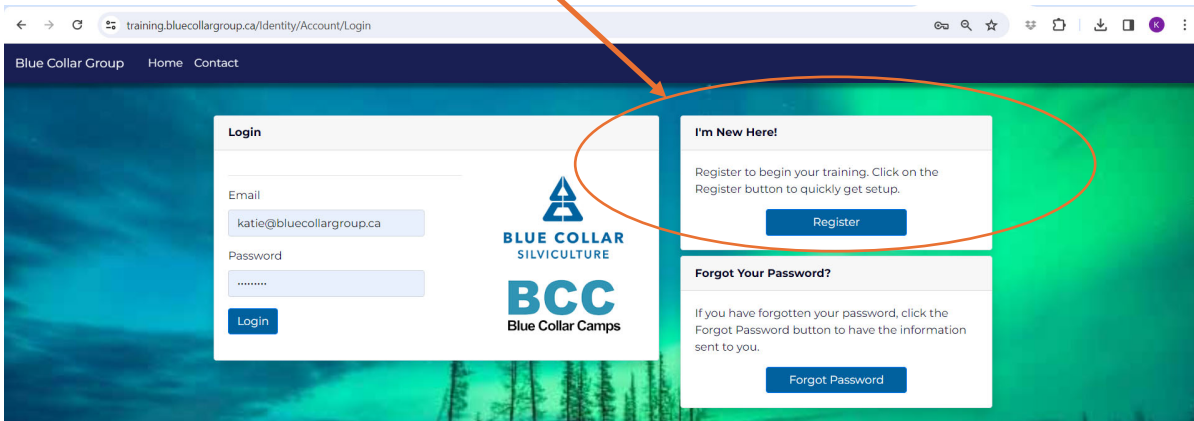 training.bluecollargroup.ca/Identity/Account/Login
K
Blue Collar Group Home Contact
Login
Email
katie@bluecollargroup.ca
Password
.........
Login
BLUE COLLAR
SILVICULTURE
BCC
Blue Collar Camps
I'm New Here!
Register to begin your training. Click on the
Register button to quickly get setup.
Register
Forgot Your Password?
If you have forgotten your password, click the
Forgot Password button to have the information
sent to you.
Forgot Password